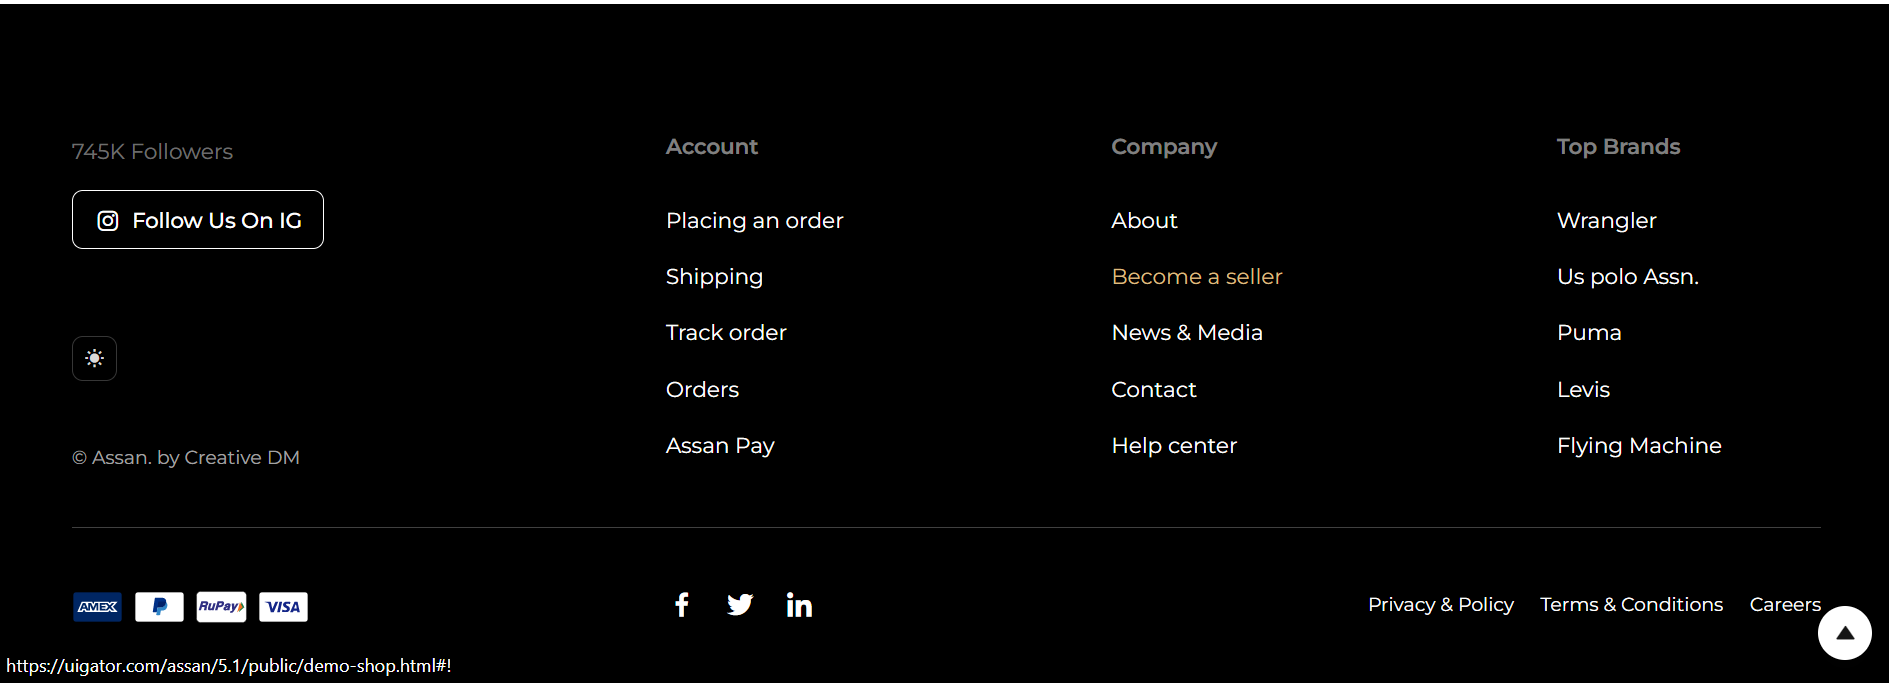 745K Followers
Follow Us On IG
© Assan. by Creative DM
Account
Placing an order
Shipping
Track order
Orders
Assan Pay
Company
About
Become a seller
News & Media
Contact
Help center
Top Brands
Wrangler
Us polo Assn.
Puma
Levis
Flying Machine
AMEX
P
RuPay
VISA
f
in
Privacy & Policy
Terms & Conditions
Careers
https://uigator.com/assan/5.1/public/demo-shop.html#!